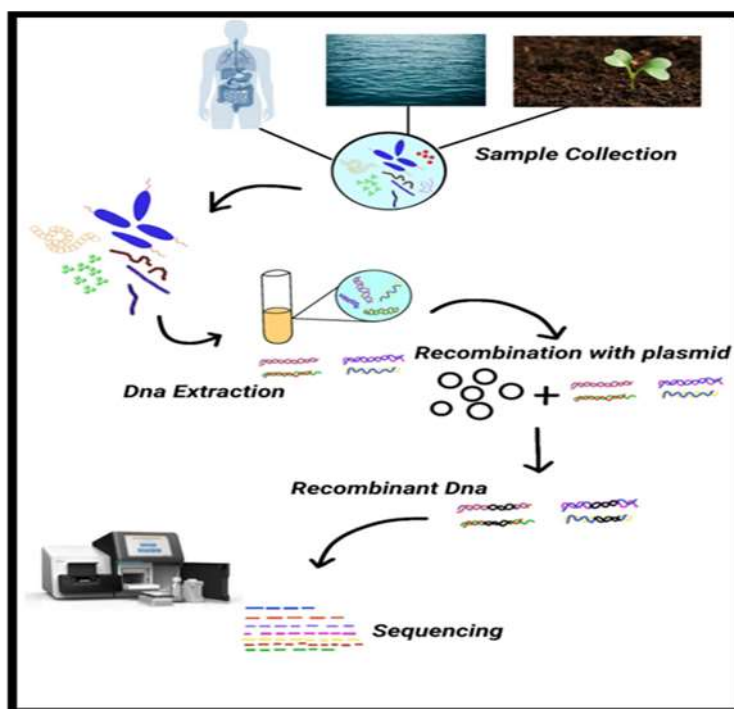 Sample Collection
Recombination with plasmid
Dna Extraction
Recombinant Dna
Sequencing